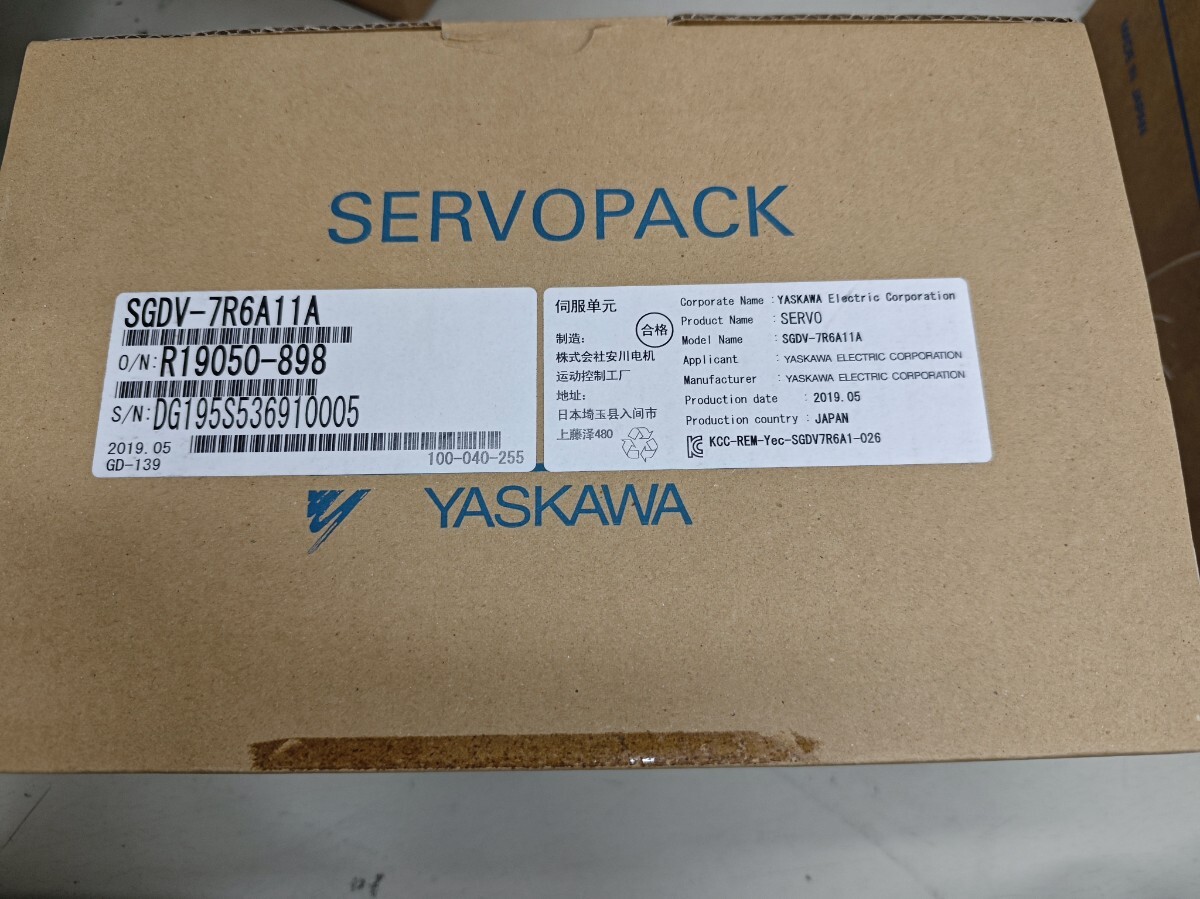 SERVOPACK
SGDV-7R6A11A
O/N: R19050-898
S/N: DG195S536910005
2019.05
GD-139
100-040-255
伺服单元
合格
制造：
株式会社安川电机
运动控制工厂
地址：
日本埼玉县入间市
上藤泽480
Corporate Name : YASKAWA Electric Corporation
Product Name : SERVO
Model Name : SGDV-7R6A11A
Applicant : YASKAWA ELECTRIC CORPORATION
Manufacturer : YASKAWA ELECTRIC CORPORATION
Production date : 2019.05
Production country : JAPAN
KCC-REM-Yec-SGDV7R6A1-026
YASKAWA
MADE IN JAPAN